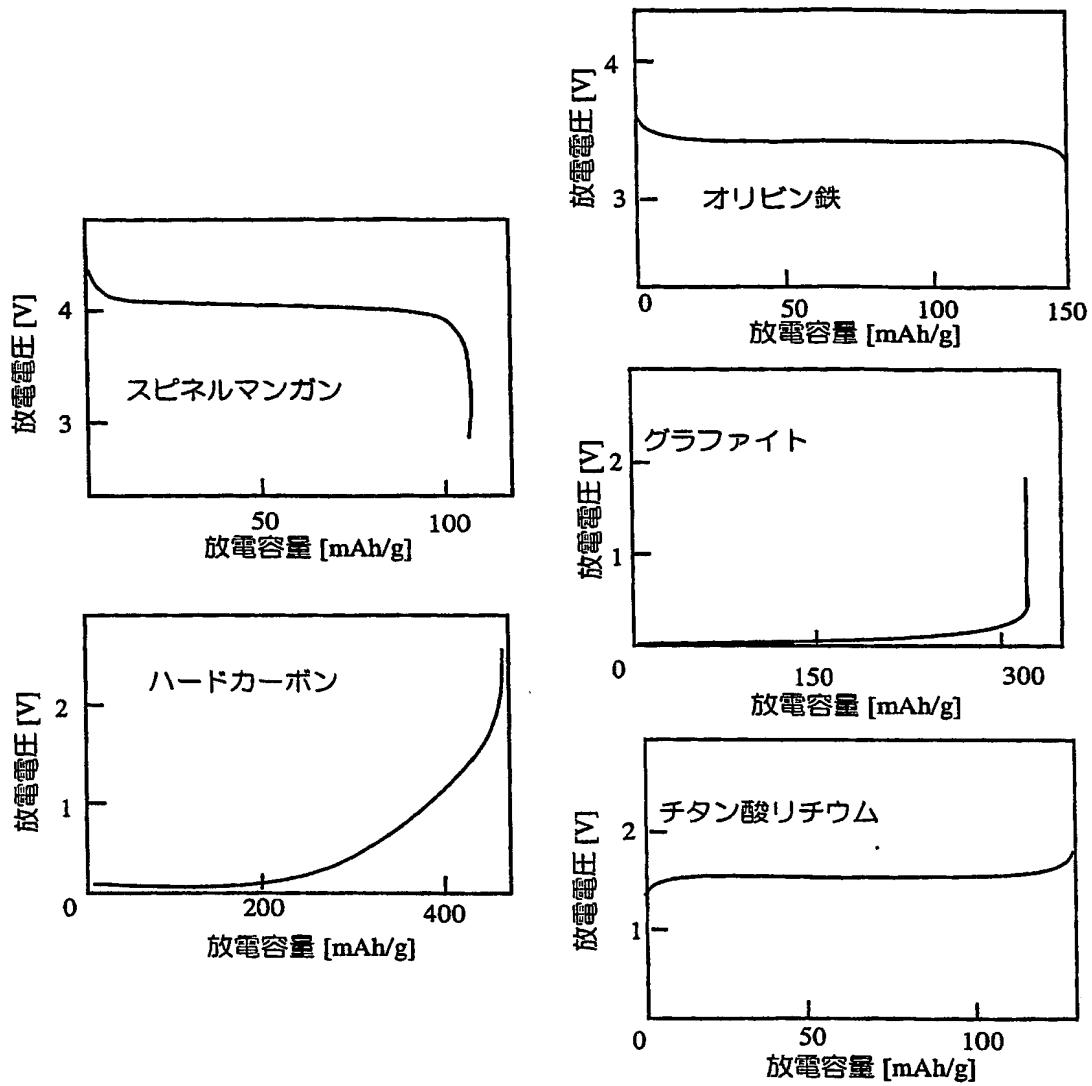 放電電圧 [V]
4
3
オリビン鉄
0
50
100
150
放電容量 [mAh/g]
放電電圧 [V]
4
3
スピネルマンガン
50
100
放電容量 [mAh/g]
放電電圧 [V]
2
1
グラファイト
0
150
300
放電容量 [mAh/g]
放電電圧 [V]
2
1
ハードカーボン
0
200
400
放電容量 [mAh/g]
放電電圧 [V]
2
1
チタン酸リチウム
0
50
100
放電容量 [mAh/g]